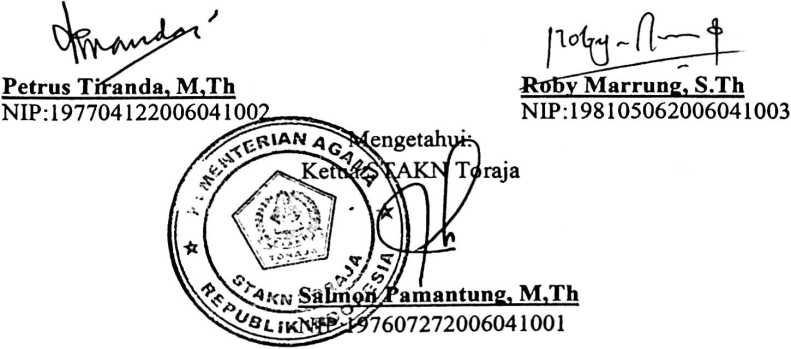 Petrus Tiranda, M,Th
NIP:197704122006041002
Roby Marrung, S.Th
NIP:198105062006041003
Mengetahui:
Ketua STAKN Toraja
KEMENTERIAN AGAMA
REPUBLIK INDONESIA
STAKN TORAJA
TORAJA
Salmon Pamantung, M,Th
NIP:197607272006041001